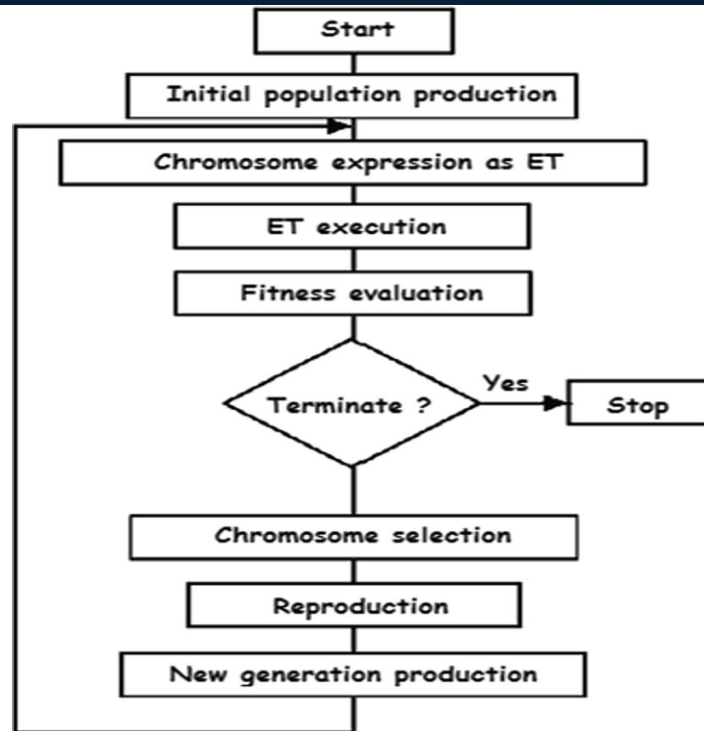 Start
Initial population production
Chromosome expression as ET
ET execution
Fitness evaluation
Terminate ?
Yes
Stop
Chromosome selection
Reproduction
New generation production